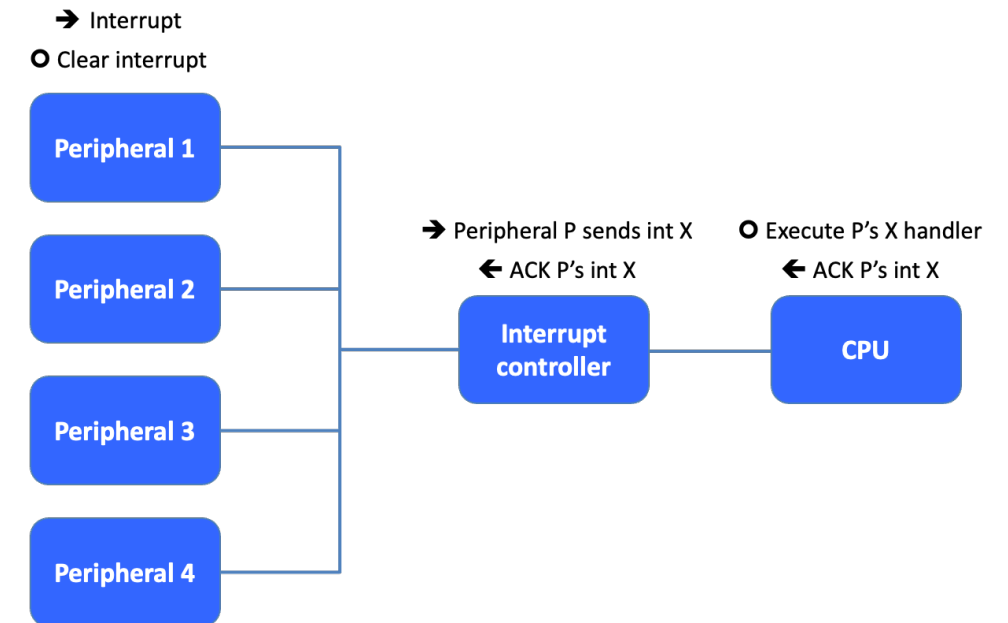 ➔ Interrupt
O Clear interrupt
Peripheral 1
Peripheral 2
Peripheral 3
Peripheral 4
➔ Peripheral P sends int X
🡨 ACK P’s int X
Interrupt
controller
O Execute P’s X handler
🡨 ACK P’s int X
CPU